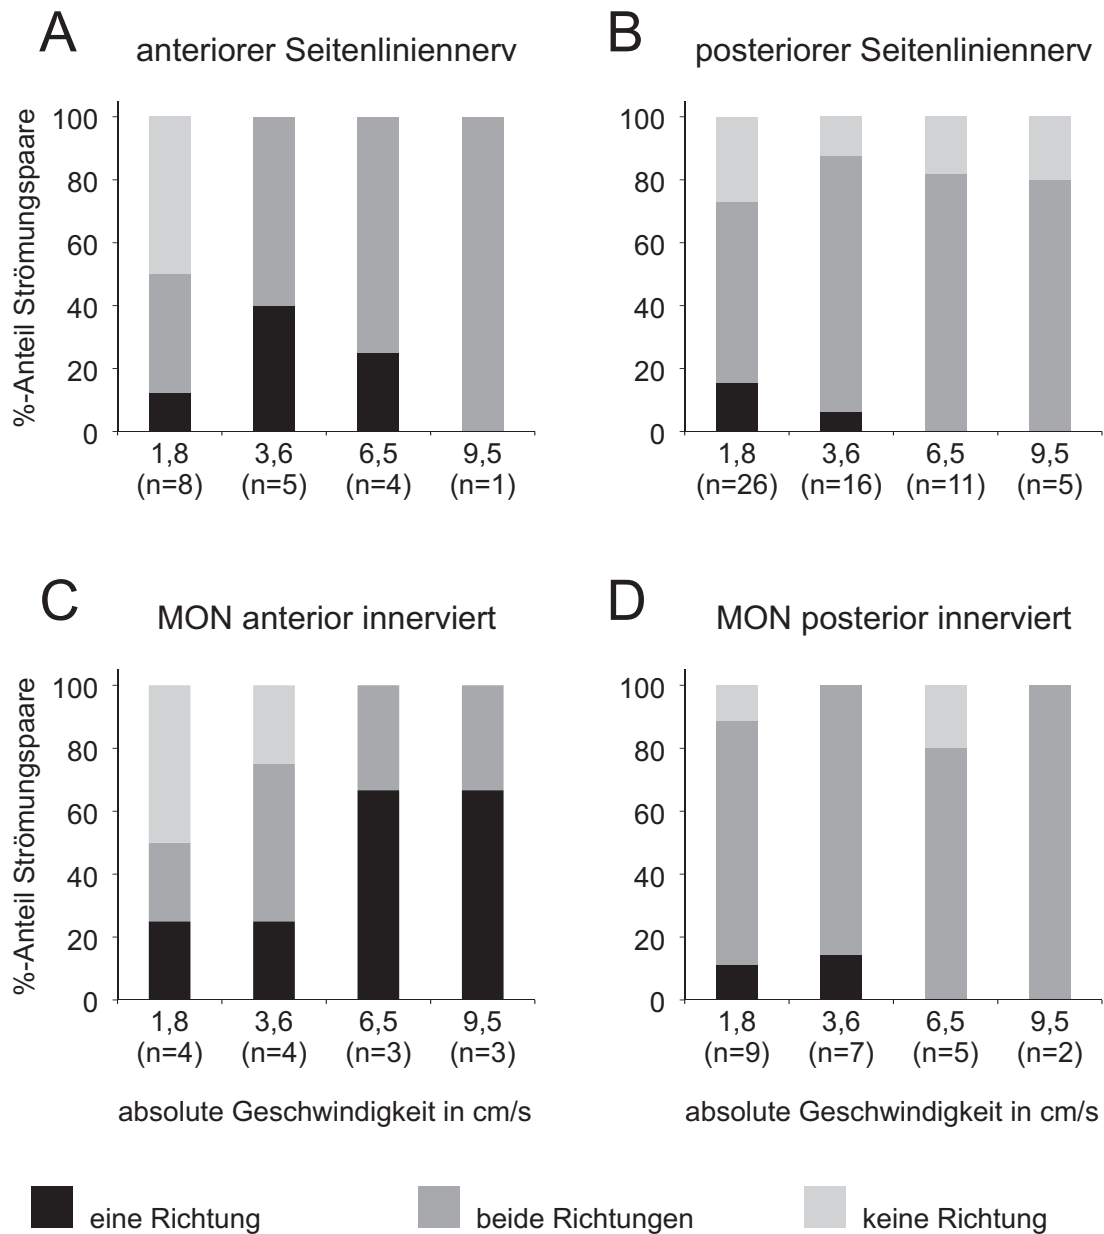 A
anteriorer Seitenliniennerv
%-Anteil Strömungspaare
100
80
60
40
20
0
1,8 3,6 6,5 9,5
(n=8) (n=5) (n=4) (n=1)
B
posteriorer Seitenliniennerv
100
80
60
40
20
0
1,8 3,6 6,5 9,5
(n=26) (n=16) (n=11) (n=5)
C
MON anterior innerviert
%-Anteil Strömungspaare
100
80
60
40
20
0
1,8 3,6 6,5 9,5
(n=4) (n=4) (n=3) (n=3)
absolute Geschwindigkeit in cm/s
D
MON posterior innerviert
100
80
60
40
20
0
1,8 3,6 6,5 9,5
(n=9) (n=7) (n=5) (n=2)
absolute Geschwindigkeit in cm/s
eine Richtung
beide Richtungen
keine Richtung